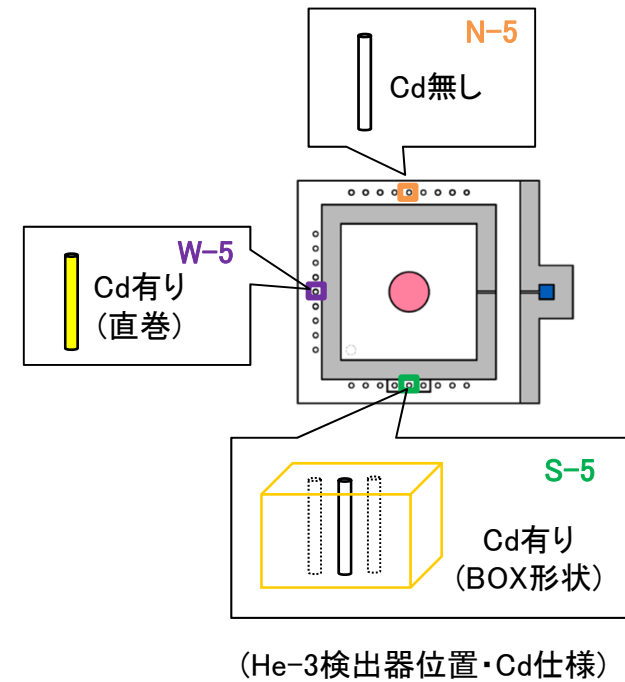 N-5
Cd無し
W-5
Cd有り
(直巻)
S-5
Cd有り
(BOX形状)
(He-3検出器位置・Cd仕様)